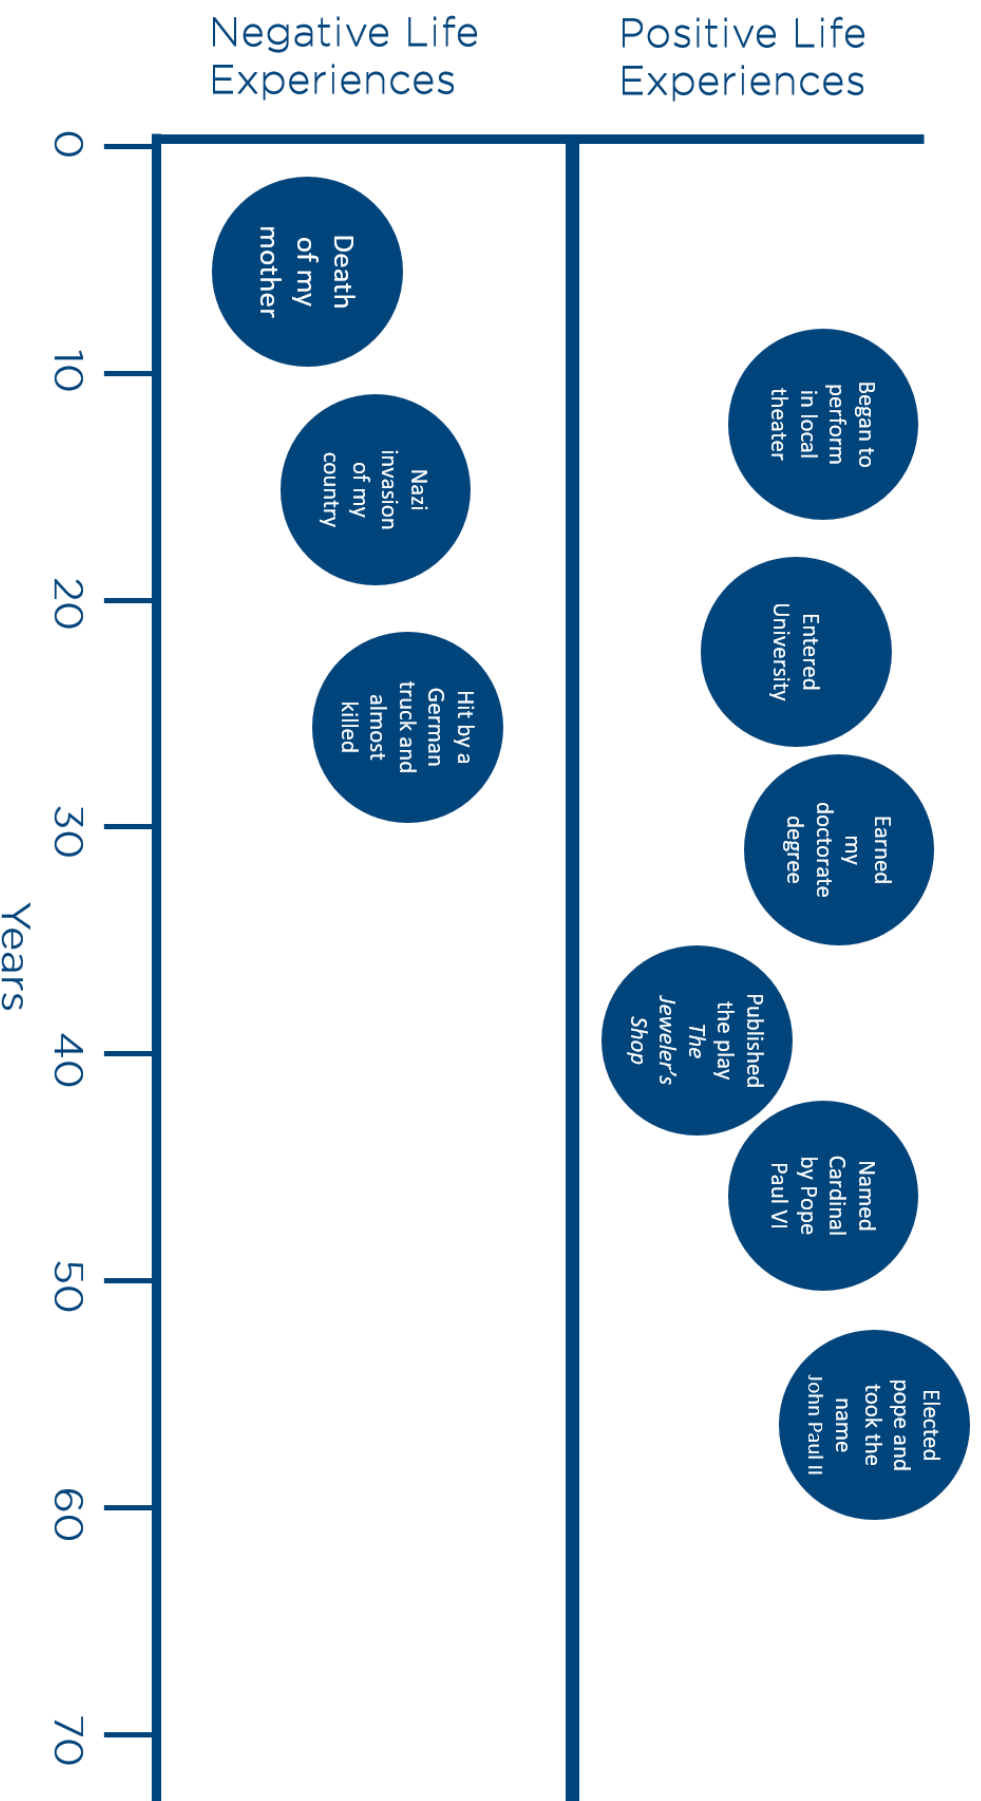 Negative Life
Experiences
Positive Life
Experiences
Began to
perform
in local
theater
Entered
University
Earned
my
doctorate
degree
Published
the play
The
Jeweler's
Shop
Named
Cardinal
by Pope
Paul VI
Elected
pope and
took the
name
John Paul II
Death
of my
mother
Nazi
invasion
of my
country
Hit by a
German
truck and
almost
killed
0
10
20
30
40
50
60
70
Years